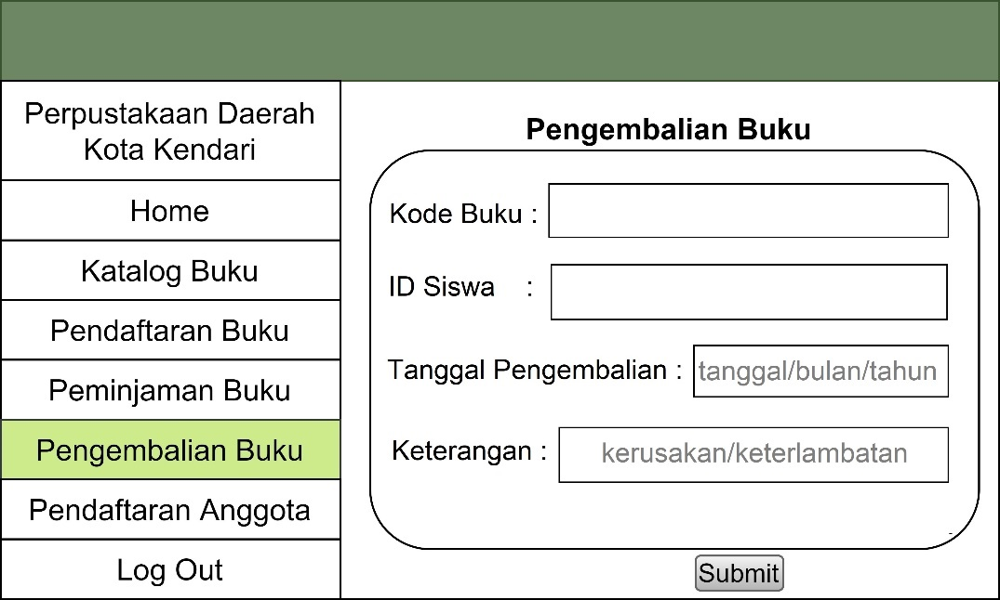 Perpustakaan Daerah
Kota Kendari
Home
Katalog Buku
Pendaftaran Buku
Peminjaman Buku
Pengembalian Buku
Pendaftaran Anggota
Log Out
Pengembalian Buku
Kode Buku :
ID Siswa :
Tanggal Pengembalian : tanggal/bulan/tahun
Keterangan : kerusakan/keterlambatan
Submit